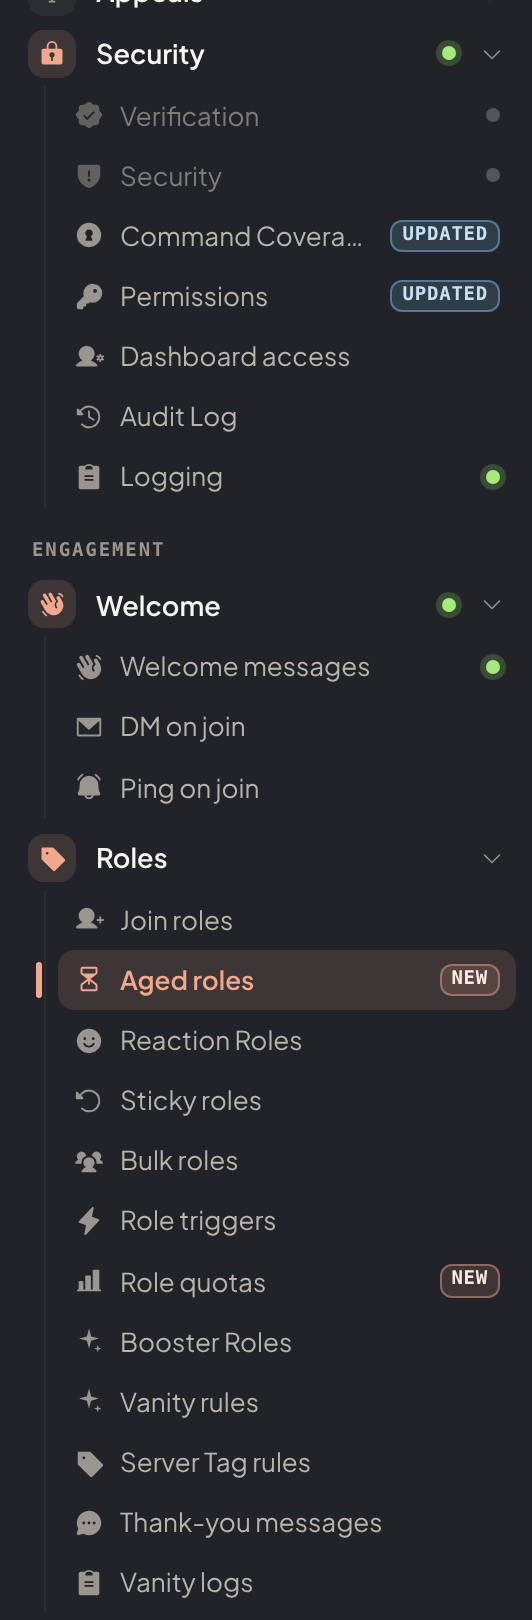 Appeals
Security
Verification
Security
Command Covera... UPDATED
Permissions UPDATED
Dashboard access
Audit Log
Logging
ENGAGEMENT
Welcome
Welcome messages
DM on join
Ping on join
Roles
Join roles
Aged roles NEW
Reaction Roles
Sticky roles
Bulk roles
Role triggers
Role quotas NEW
Booster Roles
Vanity rules
Server Tag rules
Thank-you messages
Vanity logs